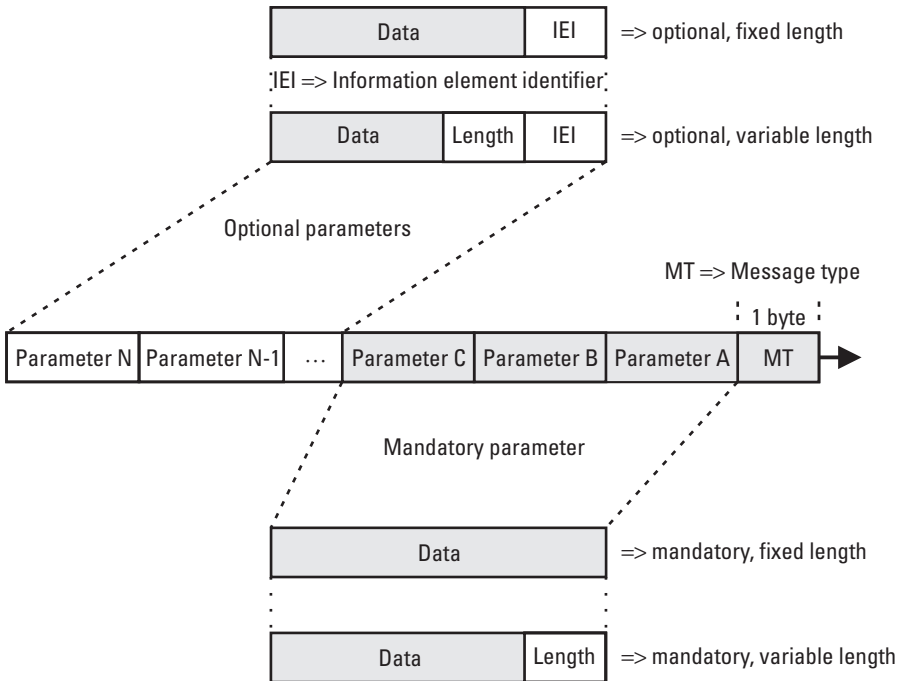 Data IEI => optional, fixed length
IEI => Information element identifier
Data Length IEI => optional, variable length
Optional parameters
MT => Message type
1 byte
Parameter N Parameter N-1 ... Parameter C Parameter B Parameter A MT
Mandatory parameter
Data => mandatory, fixed length
Data Length => mandatory, variable length